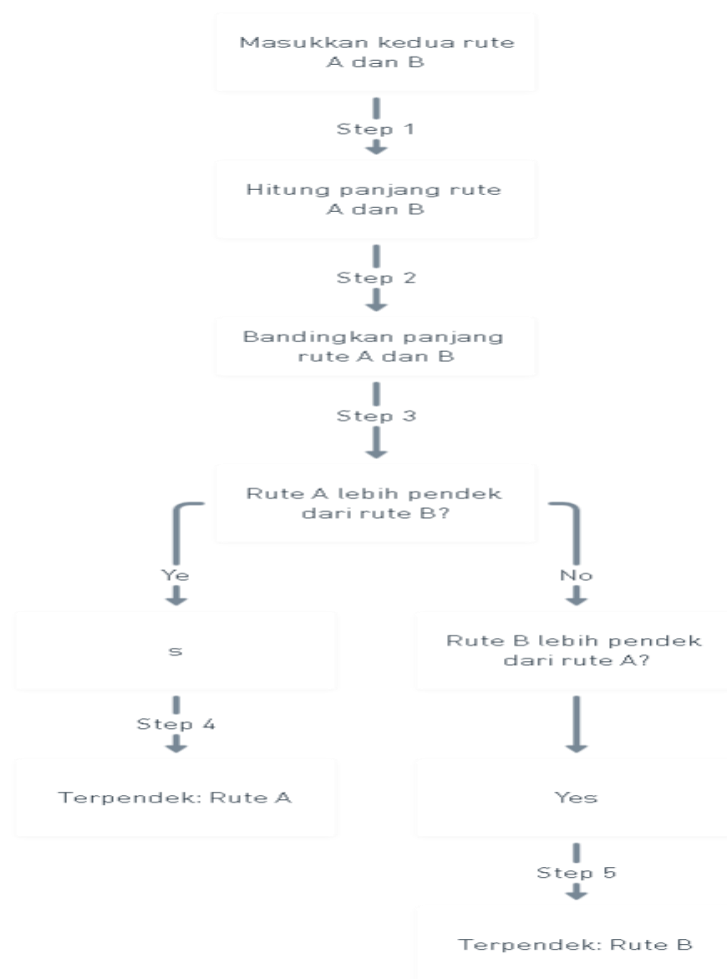 Masukkan kedua rute
A dan B
Step 1
Hitung panjang rute
A dan B
Step 2
Bandingkan panjang
rute A dan B
Step 3
Rute A lebih pendek
dari rute B?
Ye
No
s
Rute B lebih pendek
dari rute A?
Step 4
Terpendek: Rute A
Yes
Step 5
Terpendek: Rute B